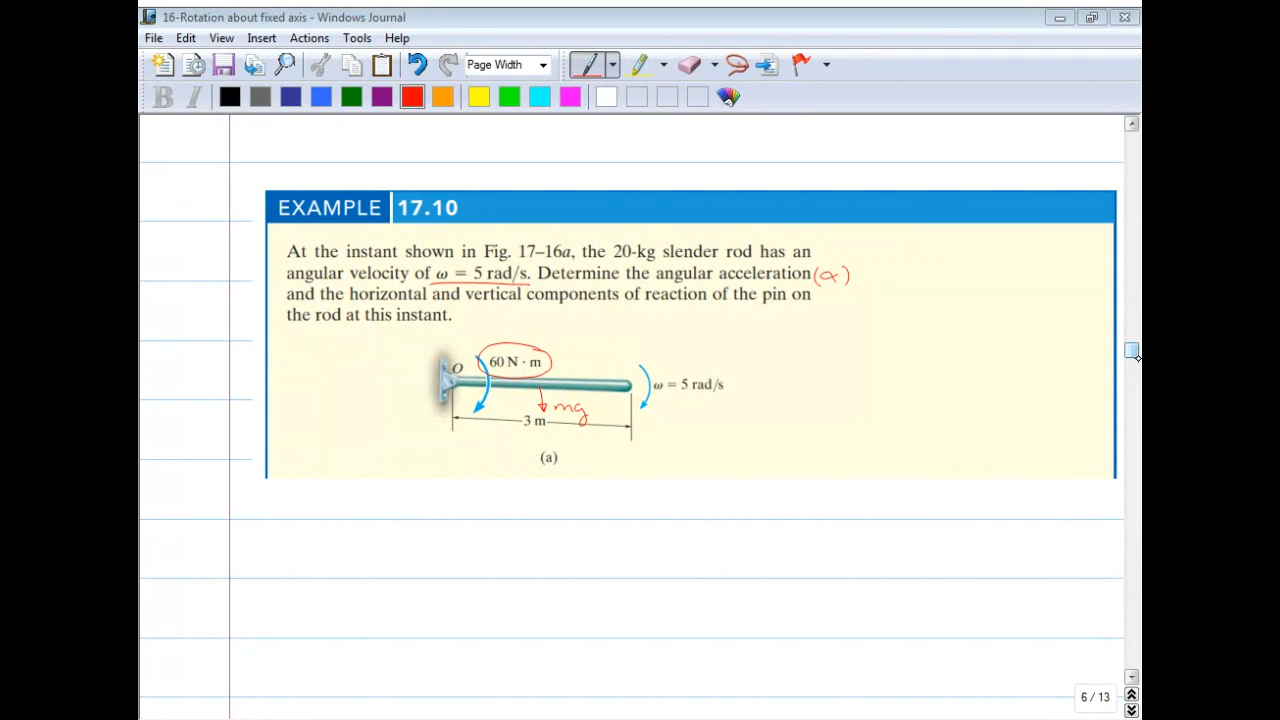 16-Rotation about fixed axis - Windows Journal
File Edit View Insert Actions Tools Help
Page Width
B I
EXAMPLE 17.10
At the instant shown in Fig. 17–16a, the 20-kg slender rod has an
angular velocity of ω = 5 rad/s. Determine the angular acceleration (α)
and the horizontal and vertical components of reaction of the pin on
the rod at this instant.
O 60 N · m
ω = 5 rad/s
mg
3 m
(a)
6 / 13